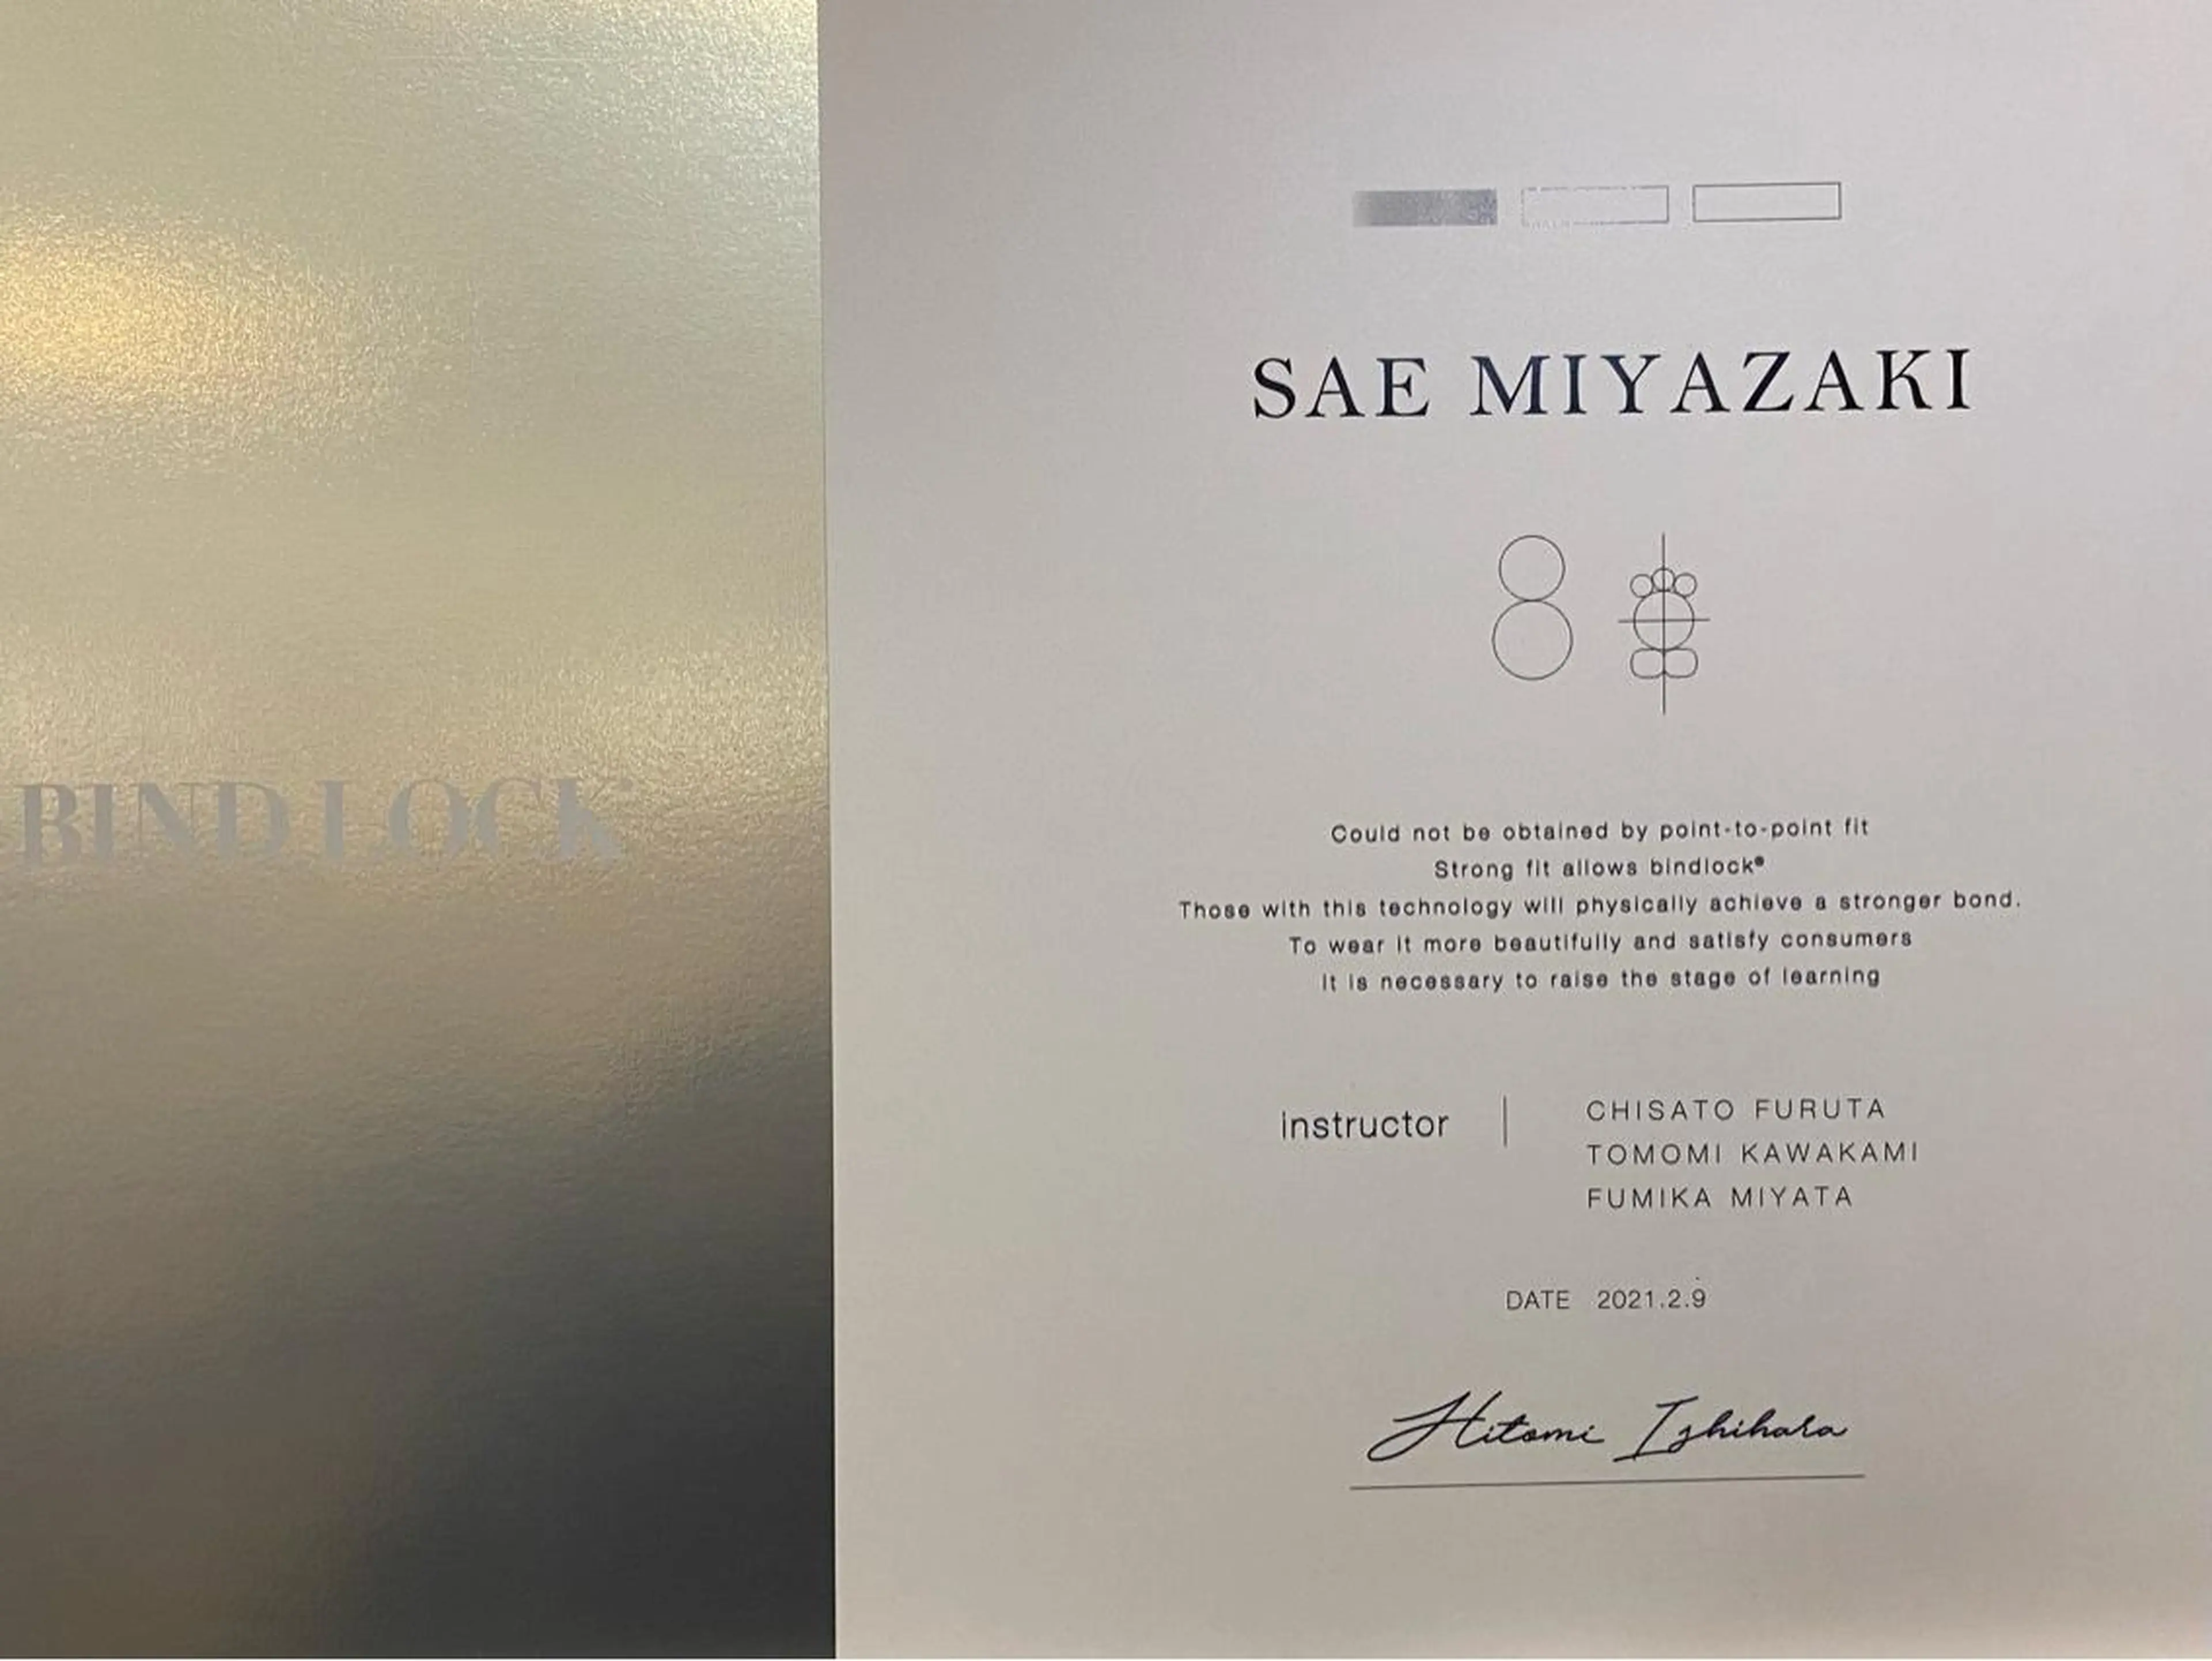 BINDLOCK®
SAE MIYAZAKI
Could not be obtained by point-to-point fit
Strong fit allows bindlock®
Those with this technology will physically achieve a stronger bond.
To wear it more beautifully and satisfy consumers
It is necessary to raise the stage of learning
instructor | CHISATO FURUTA
TOMOMI KAWAKAMI
FUMIKA MIYATA
DATE 2021.2.9
Hitomi Ishihara